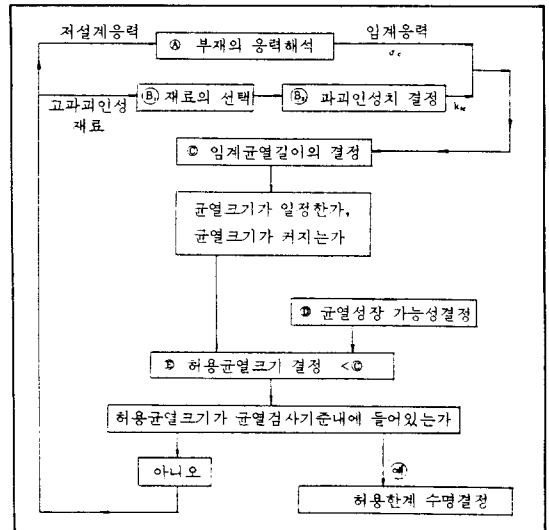 저설계응력
Ⓐ 부재의 응력해석
임계응력
σc
고파괴인성
재료
Ⓑ₁ 재료의 선택
Ⓑ₂ 파괴인성치 결정
Ⓒ 임계균열길이의 결정
균열크기가 일정한가,
균열크기가 커지는가
Ⓓ 균열성장 가능성결정
허용균열크기 결정 <Ⓒ
허용균열크기가 균열검사기준내에 들어있는가
아니오
예
허용한계 수명결정